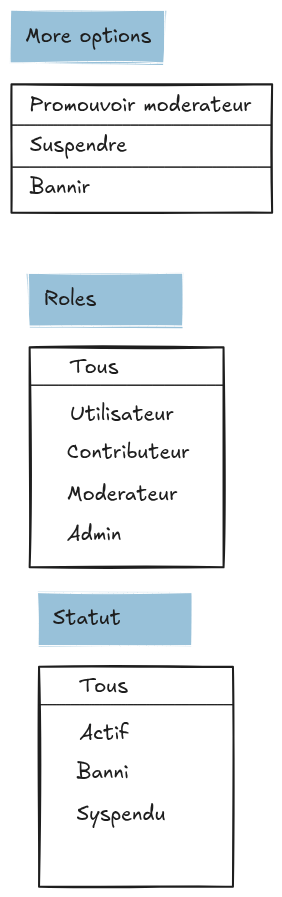 More options
Promouvoir moderateur
Suspendre
Bannir
Roles
Tous
Utilisateur
Contributeur
Moderateur
Admin
Statut
Tous
Actif
Banni
Syspendu